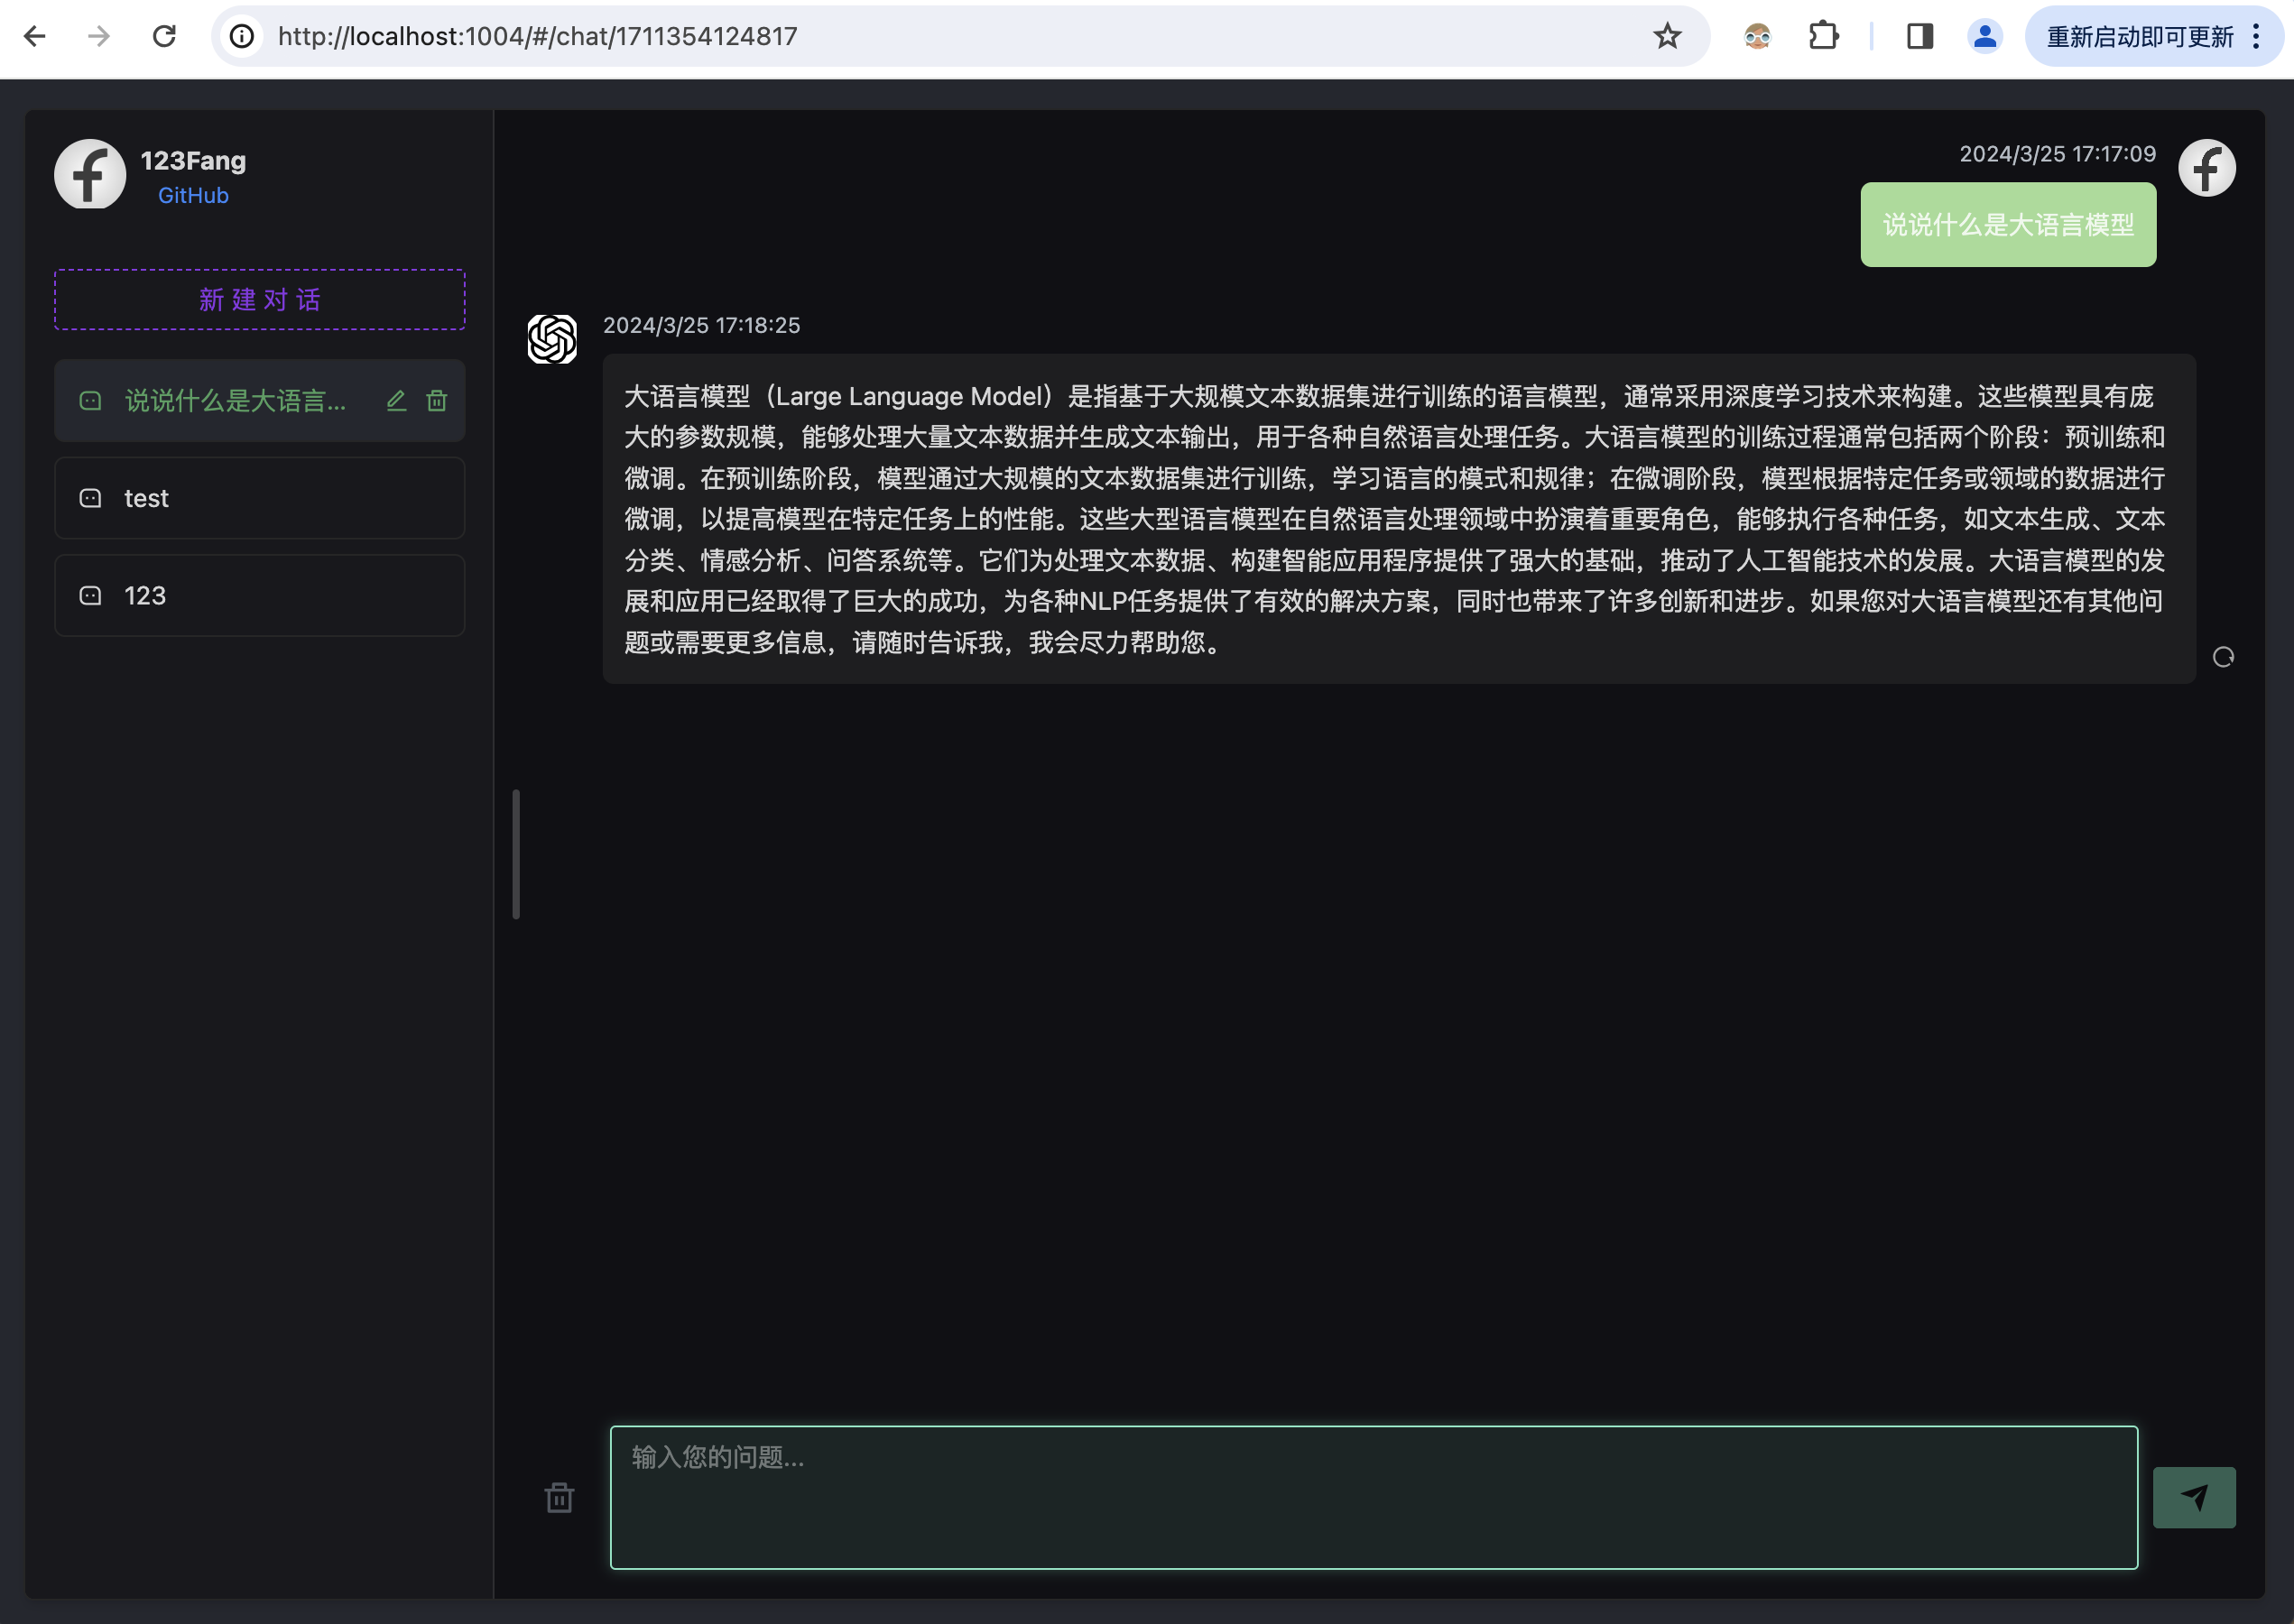 http://localhost:1004/#/chat/1711354124817
重新启动即可更新
123Fang
GitHub
新建对话
说说什么是大语言...
test
123
2024/3/25 17:17:09
说说什么是大语言模型
2024/3/25 17:18:25
大语言模型（Large Language Model）是指基于大规模文本数据集进行训练的语言模型，通常采用深度学习技术来构建。这些模型具有庞
大的参数规模，能够处理大量文本数据并生成文本输出，用于各种自然语言处理任务。大语言模型的训练过程通常包括两个阶段：预训练和
微调。在预训练阶段，模型通过大规模的文本数据集进行训练，学习语言的模式和规律；在微调阶段，模型根据特定任务或领域的数据进行
微调，以提高模型在特定任务上的性能。这些大型语言模型在自然语言处理领域中扮演着重要角色，能够执行各种任务，如文本生成、文本
分类、情感分析、问答系统等。它们为处理文本数据、构建智能应用程序提供了强大的基础，推动了人工智能技术的发展。大语言模型的发
展和应用已经取得了巨大的成功，为各种NLP任务提供了有效的解决方案，同时也带来了许多创新和进步。如果您对大语言模型还有其他问
题或需要更多信息，请随时告诉我，我会尽力帮助您。
输入您的问题...